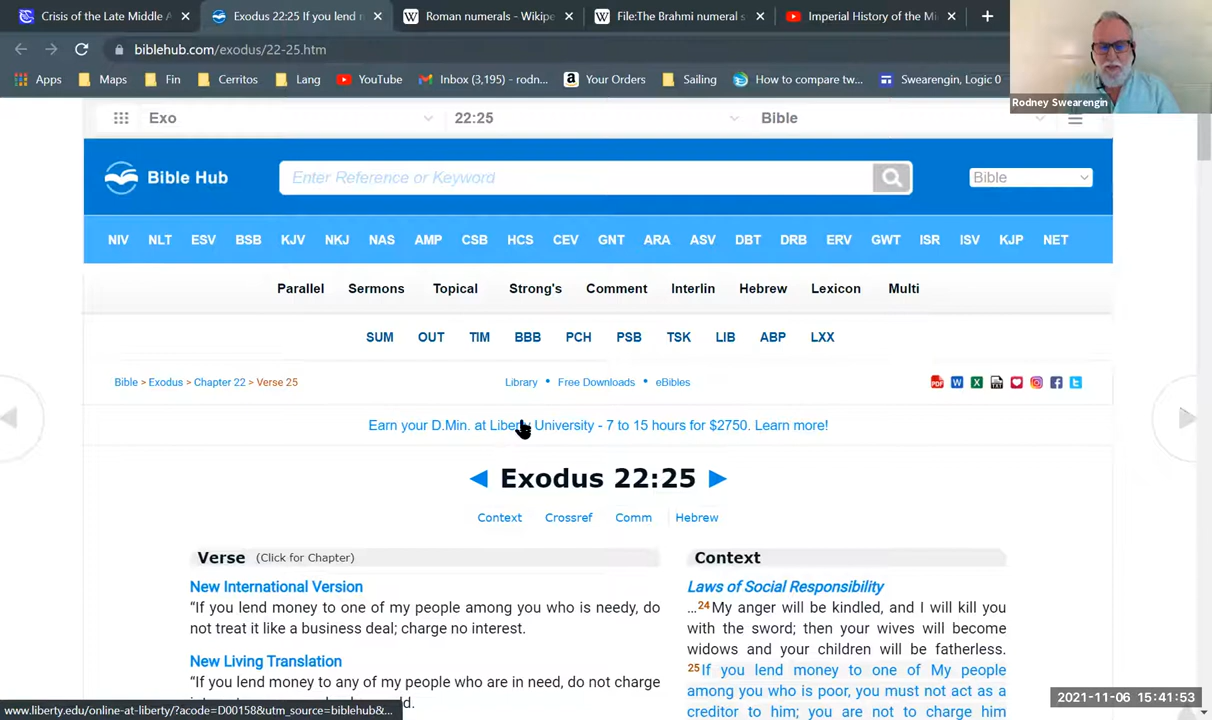 Crisis of the Late Middle A
Exodus 22:25 If you lend m
Roman numerals - Wikipe
File:The Brahmi numeral s
Imperial History of the Mi
biblehub.com/exodus/22-25.htm
Apps Maps Fin Cerritos Lang YouTube Inbox (3,195) - rodn... Your Orders Sailing How to compare tw... Swearengin, Logic 0
Rodney Swearengin
Exo 22:25 Bible
Bible Hub Enter Reference or Keyword Bible
NIV NLT ESV BSB KJV NKJ NAS AMP CSB HCS CEV GNT ARA ASV DBT DRB ERV GWT ISR ISV KJP NET
Parallel Sermons Topical Strong's Comment Interlin Hebrew Lexicon Multi
SUM OUT TIM BBB PCH PSB TSK LIB ABP LXX
Bible > Exodus > Chapter 22 > Verse 25
Library • Free Downloads • eBibles
Earn your D.Min. at Liberty University - 7 to 15 hours for $2750. Learn more!
◄ Exodus 22:25 ►
Context Crossref Comm Hebrew
Verse (Click for Chapter)
New International Version
“If you lend money to one of my people among you who is needy, do
not treat it like a business deal; charge no interest.
New Living Translation
“If you lend money to any of my people who are in need, do not charge
Context
Laws of Social Responsibility
…24My anger will be kindled, and I will kill you
with the sword; then your wives will become
widows and your children will be fatherless.
25If you lend money to one of My people
among you who is poor, you must not act as a
creditor to him; you are not to charge him
www.liberty.edu/online-at-liberty/?acode=D00158&utm_source=biblehub&...
2021-11-06 15:41:53